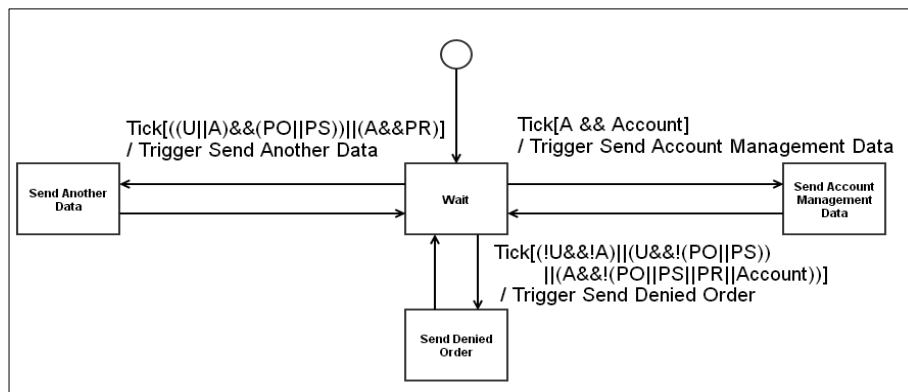 Tick[((U||A)&&(PO||PS))||(A&&PR)]
/ Trigger Send Another Data
Tick[A && Account]
/ Trigger Send Account Management Data
Send Another
Data
Wait
Send Account
Management
Data
Tick[(!U&&!A)||(U&&!(PO||PS))
||(A&&!(PO||PS||PR||Account))]
/ Trigger Send Denied Order
Send Denied
Order